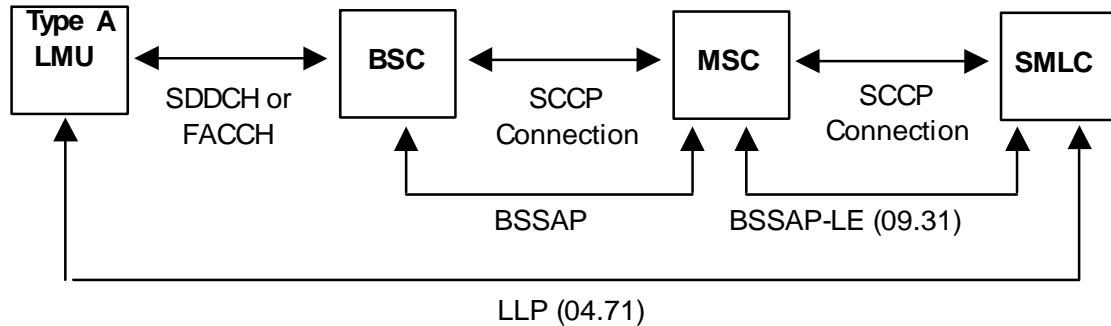 Type A
LMU
BSC
MSC
SMLC
SDDCH or
FACCH
SCCP
Connection
SCCP
Connection
BSSAP
BSSAP-LE (09.31)
LLP (04.71)